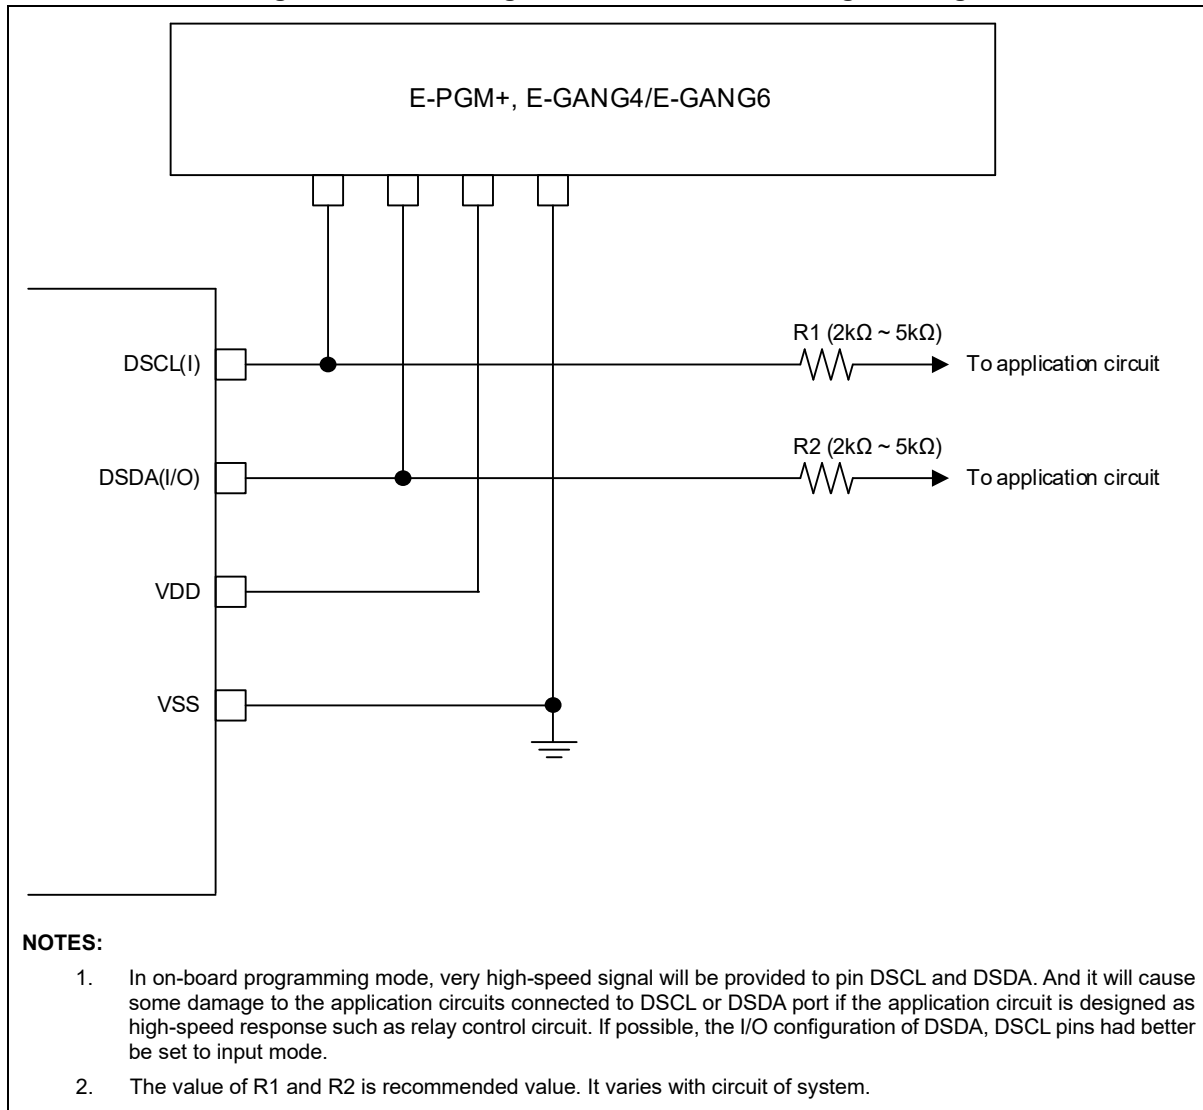 E-PGM+, E-GANG4/E-GANG6
R1 (2kΩ ~ 5kΩ)
DSCL(I)
To application circuit
R2 (2kΩ ~ 5kΩ)
DSDA(I/O)
To application circuit
VDD
VSS
NOTES:
1. In on-board programming mode, very high-speed signal will be provided to pin DSCL and DSDA. And it will cause
some damage to the application circuits connected to DSCL or DSDA port if the application circuit is designed as
high-speed response such as relay control circuit. If possible, the I/O configuration of DSDA, DSCL pins had better
be set to input mode.
2. The value of R1 and R2 is recommended value. It varies with circuit of system.